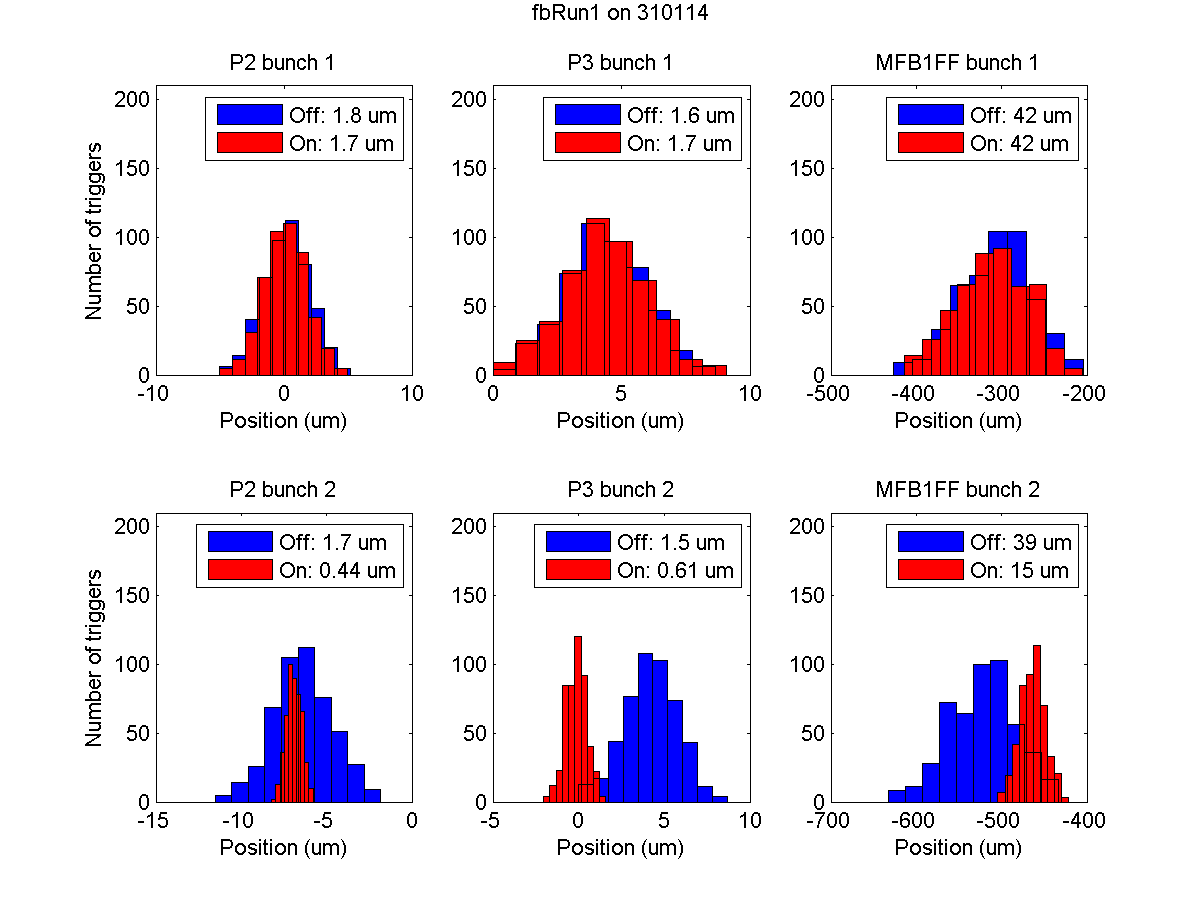 fbRun1 on 310114
P2 bunch 1
P3 bunch 1
MFB1FF bunch 1
200
150
100
50
0
Number of triggers
Off: 1.8 um
On: 1.7 um
-10
0
10
Position (um)
200
150
100
50
0
Off: 1.6 um
On: 1.7 um
0
5
10
Position (um)
200
150
100
50
0
Off: 42 um
On: 42 um
-500
-400
-300
-200
Position (um)
P2 bunch 2
P3 bunch 2
MFB1FF bunch 2
200
150
100
50
0
Number of triggers
Off: 1.7 um
On: 0.44 um
-15
-10
-5
0
Position (um)
200
150
100
50
0
Off: 1.5 um
On: 0.61 um
-5
0
5
10
Position (um)
200
150
100
50
0
Off: 39 um
On: 15 um
-700
-600
-500
-400
Position (um)